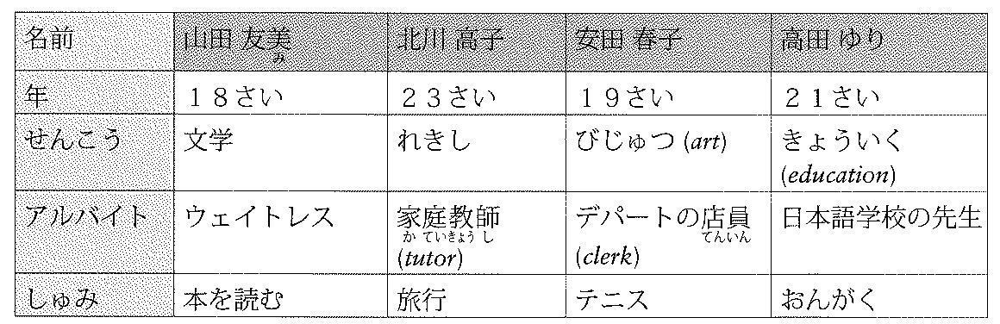 名前 山田 友美 北川 高子 安田 春子 高田 ゆり
み
年 18さい 23さい 19さい 21さい
せんこう 文学 れきし びじゅつ (art) きょういく
(education)
アルバイト ウェイトレス 家庭教師 デパートの店員 日本語学校の先生
かていきょうし てんいん
(tutor) (clerk)
しゅみ 本を読む 旅行 テニス おんがく